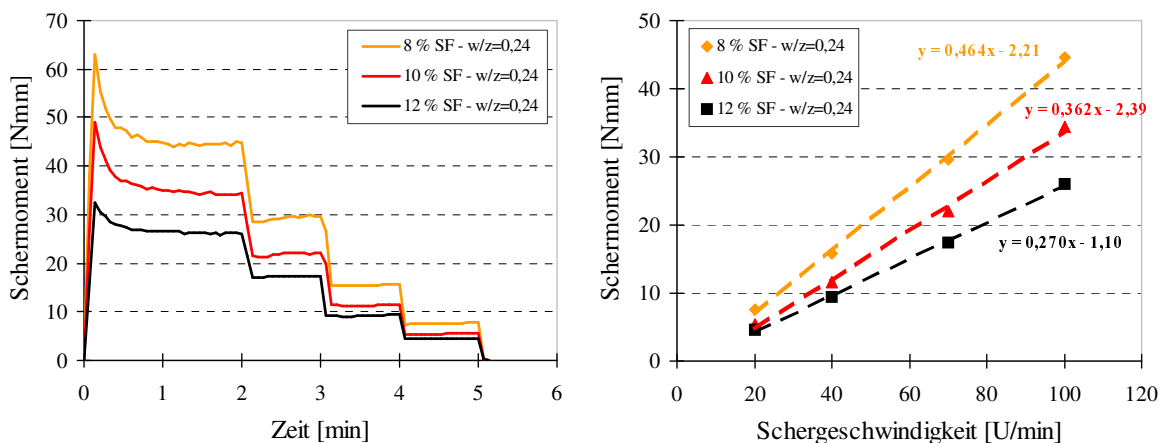 70
60
50
40
30
20
10
0
Schermoment [Nmm]
8 % SF - w/z=0,24
10 % SF - w/z=0,24
12 % SF - w/z=0,24
0 1 2 3 4 5 6
Zeit [min]
50
40
30
20
10
0
Schermoment [Nmm]
8 % SF - w/z=0,24
10 % SF - w/z=0,24
12 % SF - w/z=0,24
y = 0,464x - 2,21
y = 0,362x - 2,39
y = 0,270x - 1,10
0 20 40 60 80 100 120
Schergeschwindigkeit [U/min]